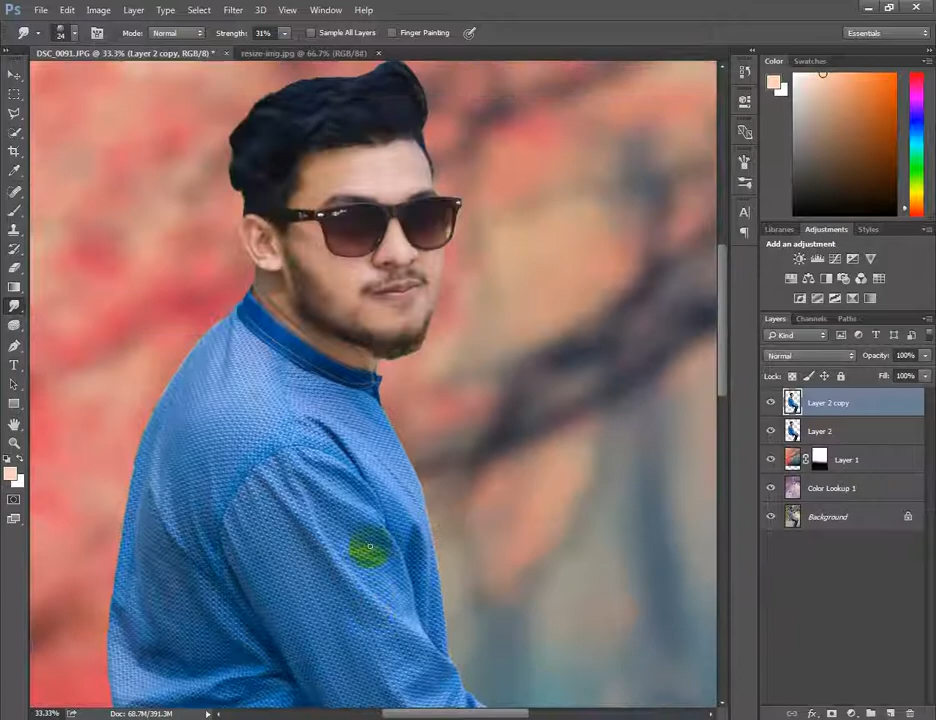 Ps File Edit Image Layer Type Select Filter 3D View Window Help
24 Mode: Normal Strength: 31% Sample All Layers Finger Painting Essentials
DSC_0091.JPG @ 33.3% (Layer 2 copy, RGB/8) * × resize-img.jpg @ 66.7% (RGB/8#) ×
Color Swatches
Libraries Adjustments Styles
Add an adjustment
Layers Channels Paths
Kind
Normal Opacity: 100%
Lock: Fill: 100%
Layer 2 copy
Layer 2
Layer 1
Color Lookup 1
Background
33.33% Doc: 68.7M/391.3M